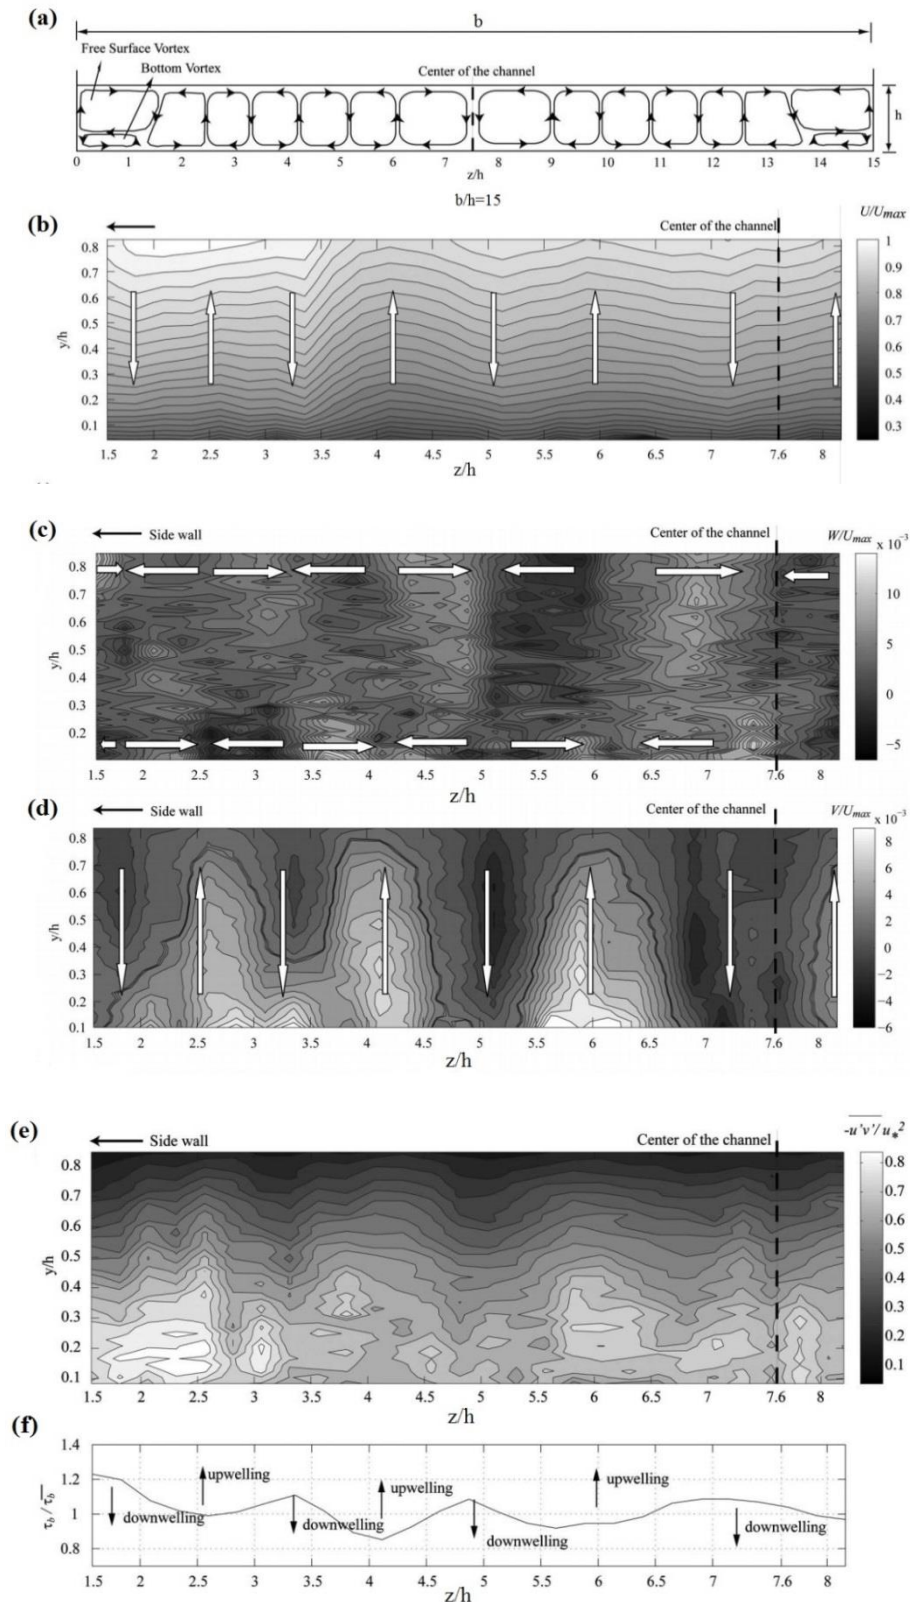 (a)
b
Free Surface Vortex
Bottom Vortex
Center of the channel
h
0 1 2 3 4 5 6 7 8 9 10 11 12 13 14 15
z/h
b/h=15
(b)
Center of the channel
U/Umax
0.8
0.7
0.6
0.5
0.4
0.3
0.2
0.1
y/h
1
0.9
0.8
0.7
0.6
0.5
0.4
0.3
1.5 2 2.5 3 3.5 4 4.5 5 5.5 6 6.5 7 7.6 8
z/h
(c)
Side wall
Center of the channel
W/Umax x 10⁻³
0.8
0.7
0.6
0.5
0.4
0.3
0.2
y/h
10
5
0
−5
1.5 2 2.5 3 3.5 4 4.5 5 5.5 6 6.5 7 7.6 8
z/h
(d)
Side wall
Center of the channel
V/Umax x 10⁻³
0.8
0.7
0.6
0.5
0.4
0.3
0.2
0.1
y/h
8
6
4
2
0
−2
−4
−6
1.5 2 2.5 3 3.5 4 4.5 5 5.5 6 6.5 7 7.6 8
z/h
(e)
Side wall
Center of the channel
-u'v'/u*²
0.8
0.7
0.6
0.5
0.4
0.3
0.2
0.1
y/h
0.8
0.7
0.6
0.5
0.4
0.3
0.2
0.1
1.5 2 2.5 3 3.5 4 4.5 5 5.5 6 6.5 7 7.6 8
z/h
(f)
1.4
1.2
1
0.8
τb / τb
upwelling
upwelling
upwelling
downwelling
downwelling
downwelling
downwelling
1.5 2 2.5 3 3.5 4 4.5 5 5.5 6 6.5 7 7.6 8
z/h